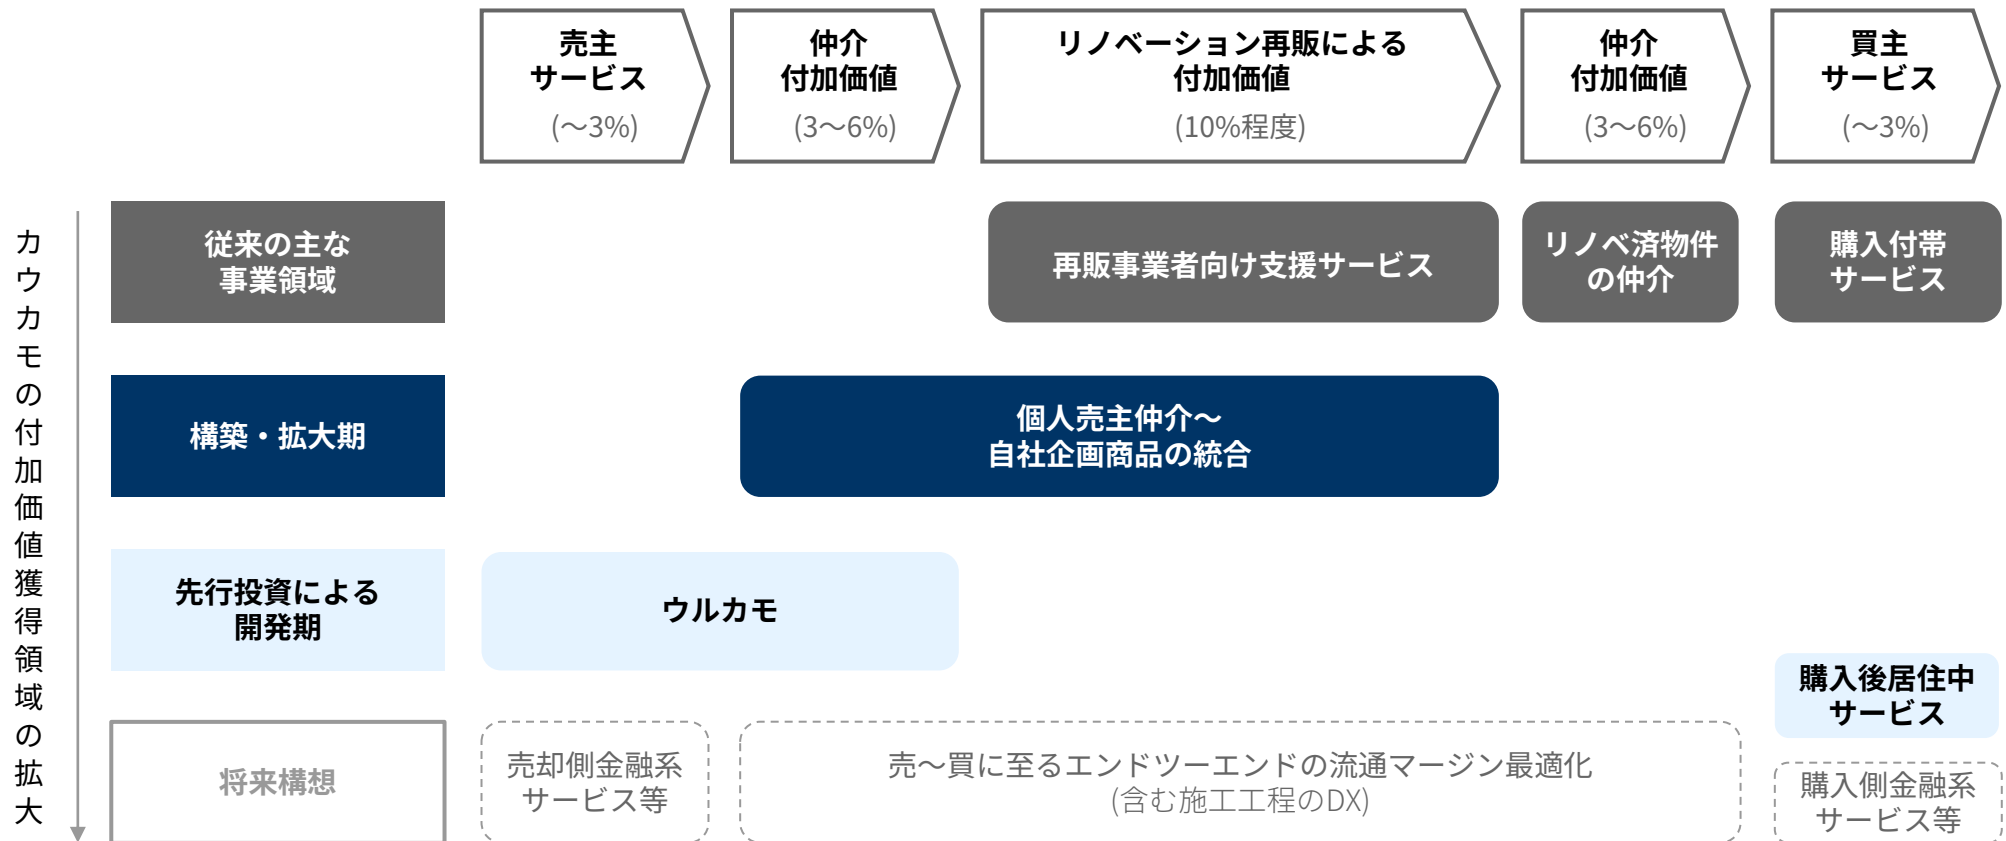 売主
サービス
(～3%)
仲介
付加価値
(3～6%)
リノベーション再販による
付加価値
(10%程度)
仲介
付加価値
(3～6%)
買主
サービス
(～3%)
カウカモの付加価値獲得領域の拡大
従来の主な
事業領域
再販事業者向け支援サービス
リノベ済物件
の仲介
購入付帯
サービス
構築・拡大期
個人売主仲介～
自社企画商品の統合
先行投資による
開発期
ウルカモ
購入後居住中
サービス
将来構想
売却側金融系
サービス等
売～買に至るエンドツーエンドの流通マージン最適化
(含む施工工程のDX)
購入側金融系
サービス等